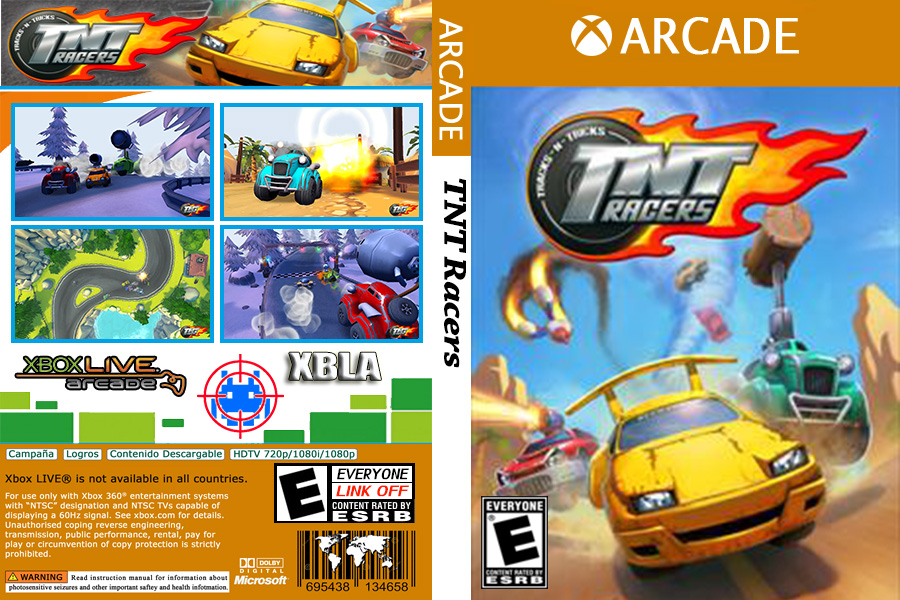 TRACKS-N-TRICKS
TNT
RACERS
XBOX LIVE
arcade
XBLA
Campaña
Logros
Contenido Descargable
HDTV 720p/1080i/1080p
Xbox LIVE® is not available in all countries.
For use only with Xbox 360® entertainment systems
with “NTSC” designation and NTSC TVs capable of
displaying a 60Hz signal. See xbox.com for details.
Unauthorised coping reverse engineering,
transmission, public performance, rental, pay for
play or circumvention of copy protection is strictly
prohibited.
WARNING Read instruction manual for information about
photosensitive seizures and other important saftey and health infotmation.
E
EVERYONE
LINK OFF
CONTENT RATED BY
ESRB
DOLBY
DIGITAL
Microsoft
695438 134658
ARCADE
TNT Racers
ARCADE
TRACKS-N-TRICKS
TNT
RACERS
EVERYONE
E
CONTENT RATED BY
ESRB